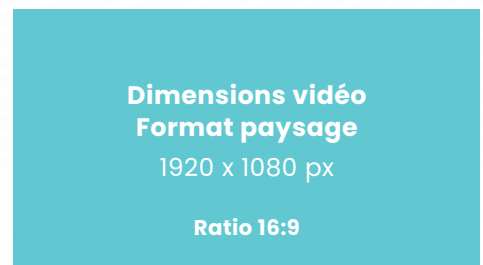 Dimensions vidéo
Format paysage
1920 x 1080 px
Ratio 16:9